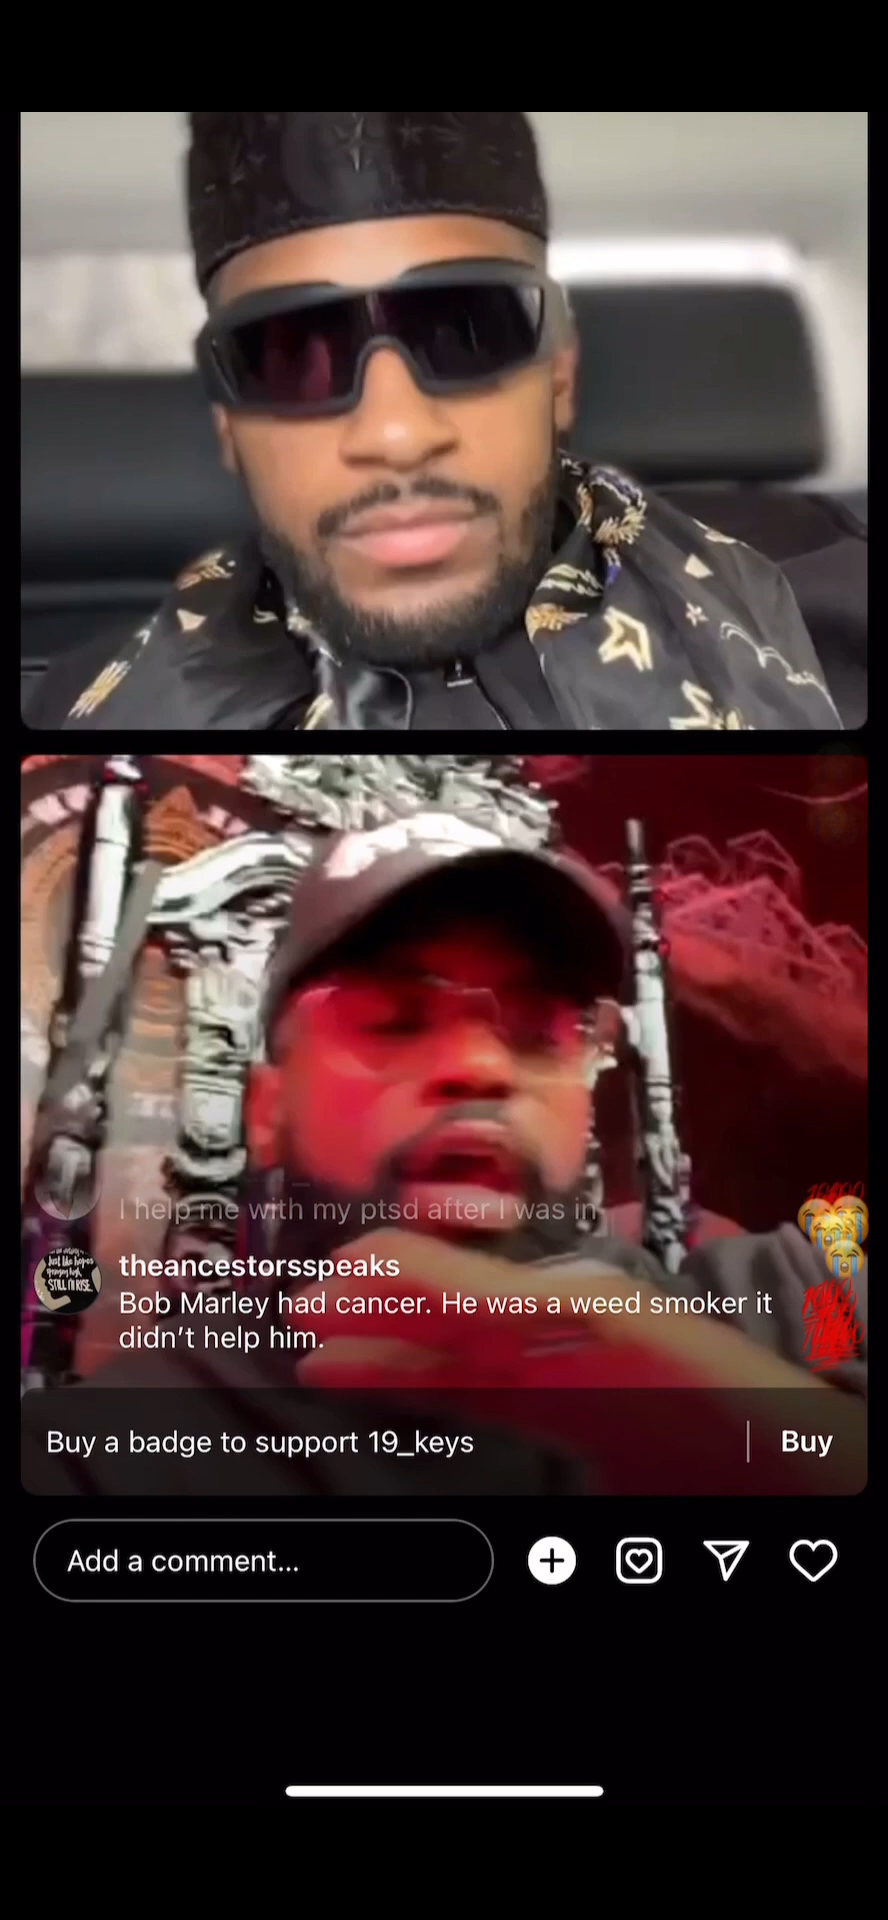 I help me with my ptsd after I was in
theancestorsspeaks
Bob Marley had cancer. He was a weed smoker it
didn’t help him.
Buy a badge to support 19_keys
Buy
Add a comment...